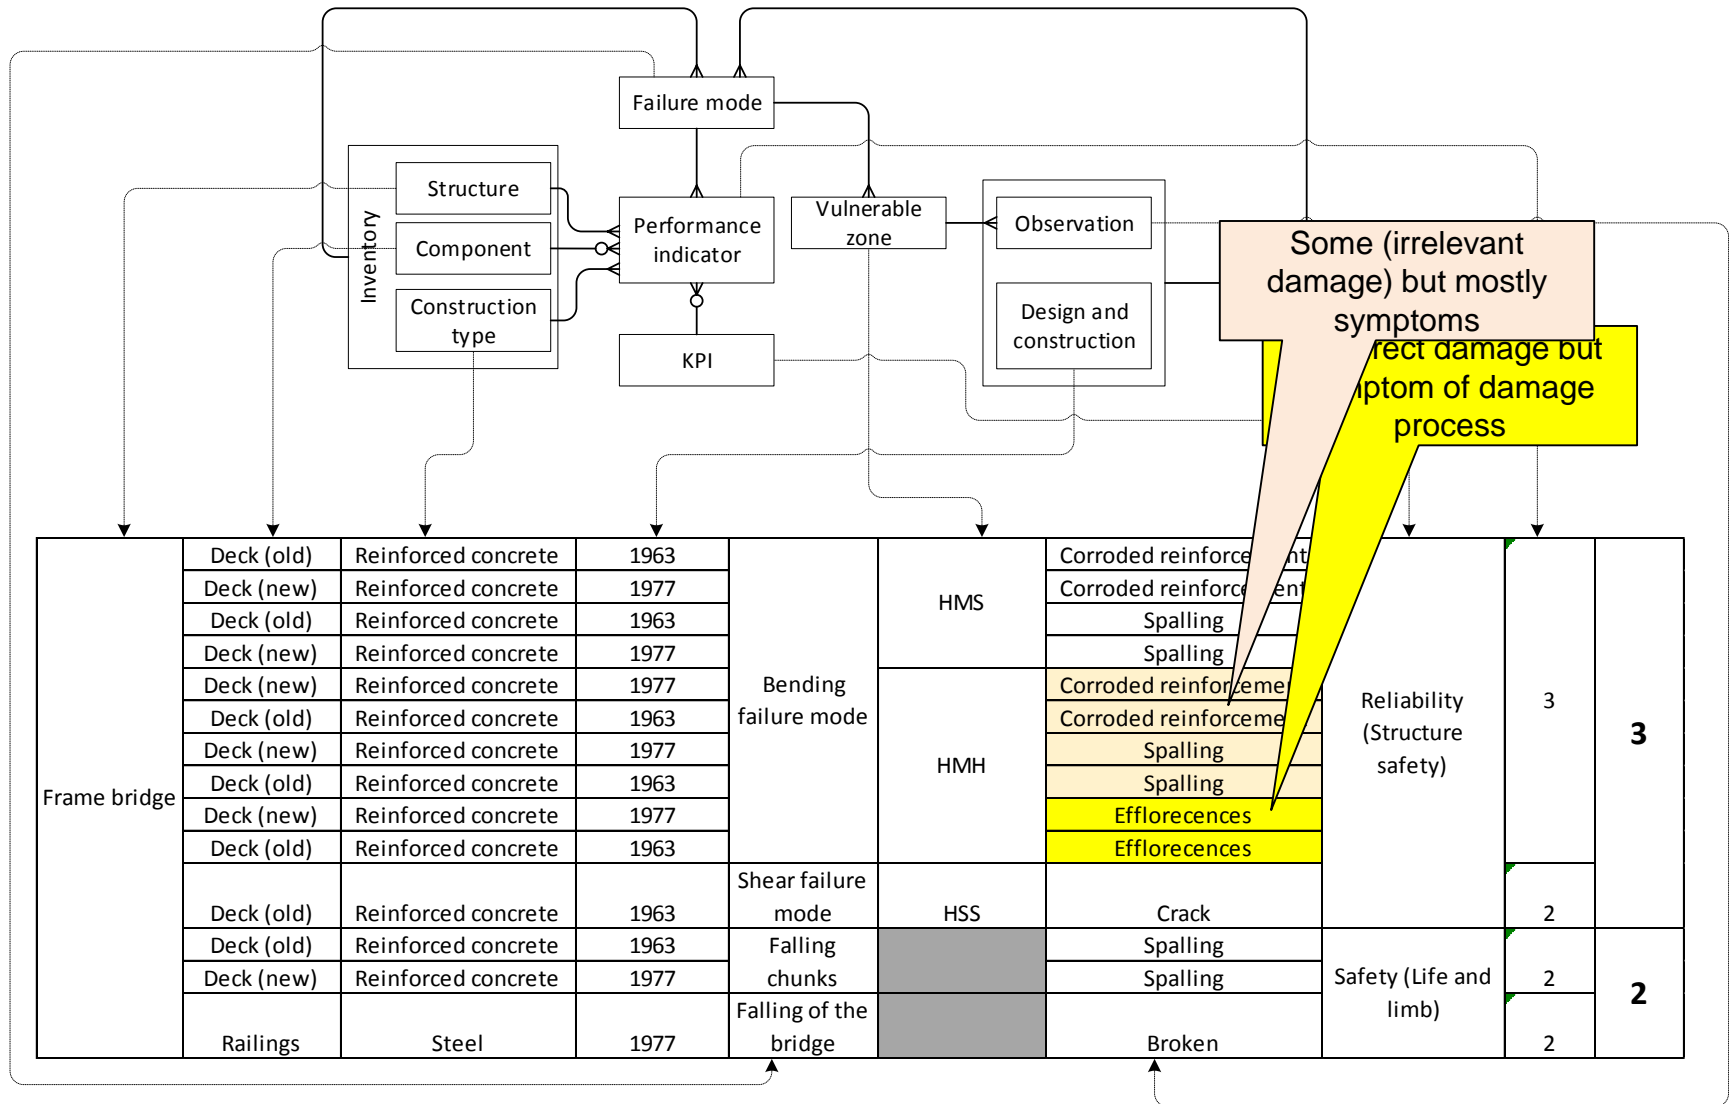 Failure mode
Structure
Component
Construction
type
Inventory
Performance
indicator
KPI
Vulnerable
zone
Observation
Design and
construction
Some (irrelevant
damage) but mostly
symptoms
damage but
of damage
process
Frame bridge
Deck (old) Reinforced concrete 1963 Corroded
Deck (new) Reinforced concrete 1977 Corroded
Deck (old) Reinforced concrete 1963 Spalling
Deck (new) Reinforced concrete 1977 Spalling
HMS
Deck (new) Reinforced concrete 1977 Corroded
Deck (old) Reinforced concrete 1963 Corroded
Deck (new) Reinforced concrete 1977 Spalling
Deck (old) Reinforced concrete 1963 Spalling
Deck (new) Reinforced concrete 1977 Efflorecences
Deck (old) Reinforced concrete 1963 Efflorecences
HMH
Bending
failure mode
Reliability
(Structure
safety)
3
3
Shear failure
mode
Deck (old) Reinforced concrete 1963 HSS Crack 2
Deck (old) Reinforced concrete 1963 Spalling
Deck (new) Reinforced concrete 1977 Spalling 2
Falling
chunks
Safety (Life and
limb)
2
Falling of the
bridge
Railings Steel 1977 Broken 2